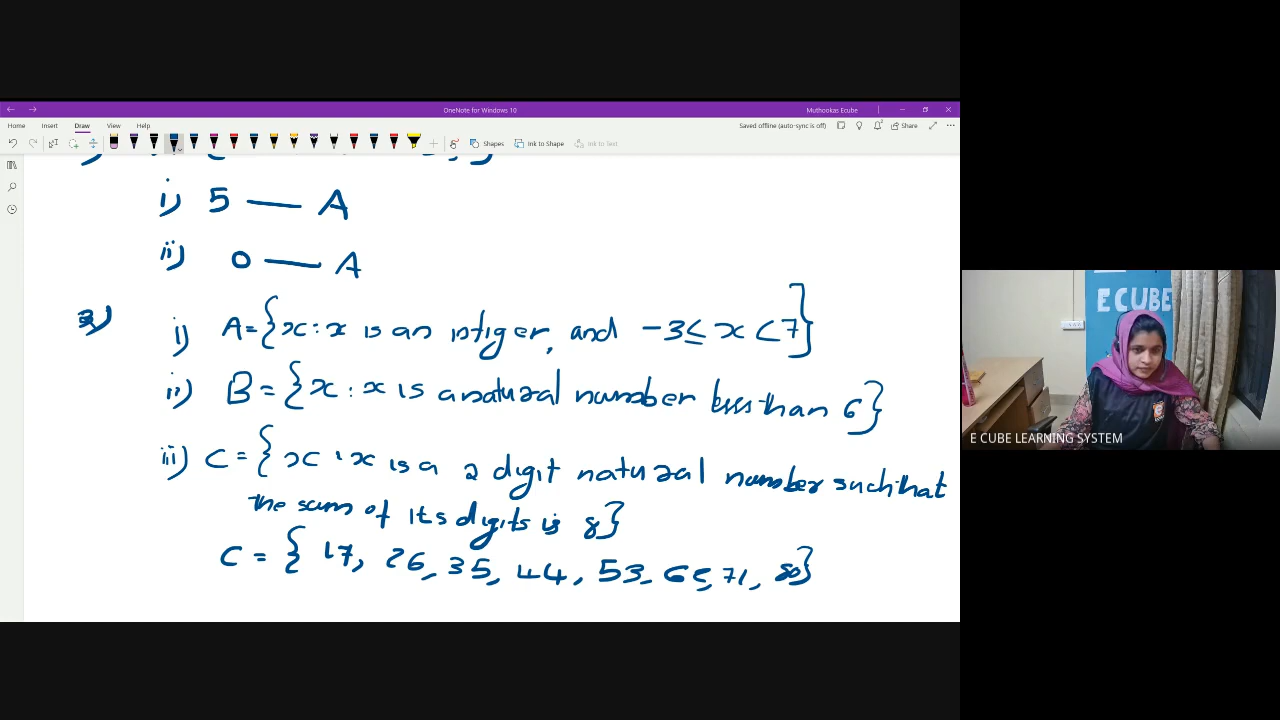 OneNote for Windows 10
Muthookas Ecube
Home Insert Draw View Help
Saved offline (auto-sync is off)
Share
Shapes
Ink to Shape
Ink to Text
i) 5 — A
ii) 0 — A
3)
i) A={x:x is an intiger, and -3≤x<7}
ii) B={x:x is a natural number less than 6}
iii) C={x:x is a 2 digit natural number such that
the sum of its digits is 8}
C = { 17, 26, 35, 44, 53, 71, 80}
E CUBE
E CUBE LEARNING SYSTEM